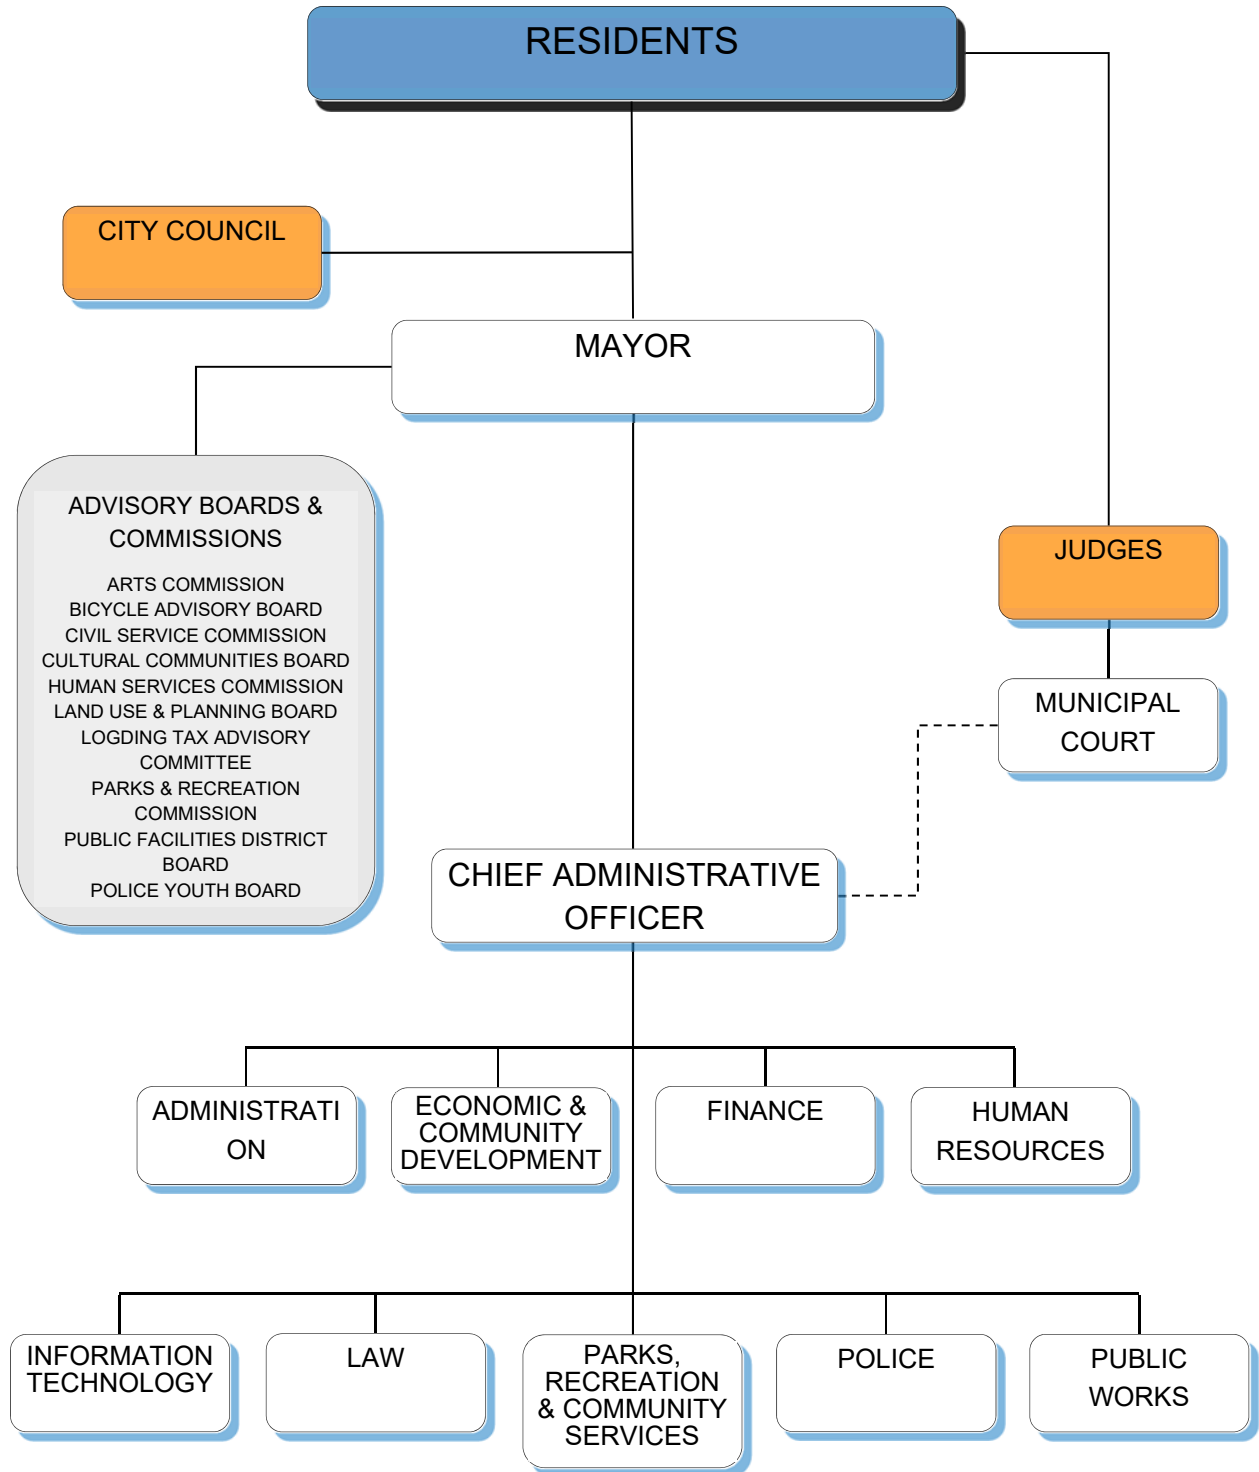 RESIDENTS
CITY COUNCIL
MAYOR
ADVISORY BOARDS &
COMMISSIONS
ARTS COMMISSION
BICYCLE ADVISORY BOARD
CIVIL SERVICE COMMISSION
CULTURAL COMMUNITIES BOARD
HUMAN SERVICES COMMISSION
LAND USE & PLANNING BOARD
LOGDING TAX ADVISORY
COMMITTEE
PARKS & RECREATION
COMMISSION
PUBLIC FACILITIES DISTRICT
BOARD
POLICE YOUTH BOARD
JUDGES
MUNICIPAL
COURT
CHIEF ADMINISTRATIVE
OFFICER
ADMINISTRATI
ON
ECONOMIC &
COMMUNITY
DEVELOPMENT
FINANCE
HUMAN
RESOURCES
INFORMATION
TECHNOLOGY
LAW
PARKS,
RECREATION
& COMMUNITY
SERVICES
POLICE
PUBLIC
WORKS